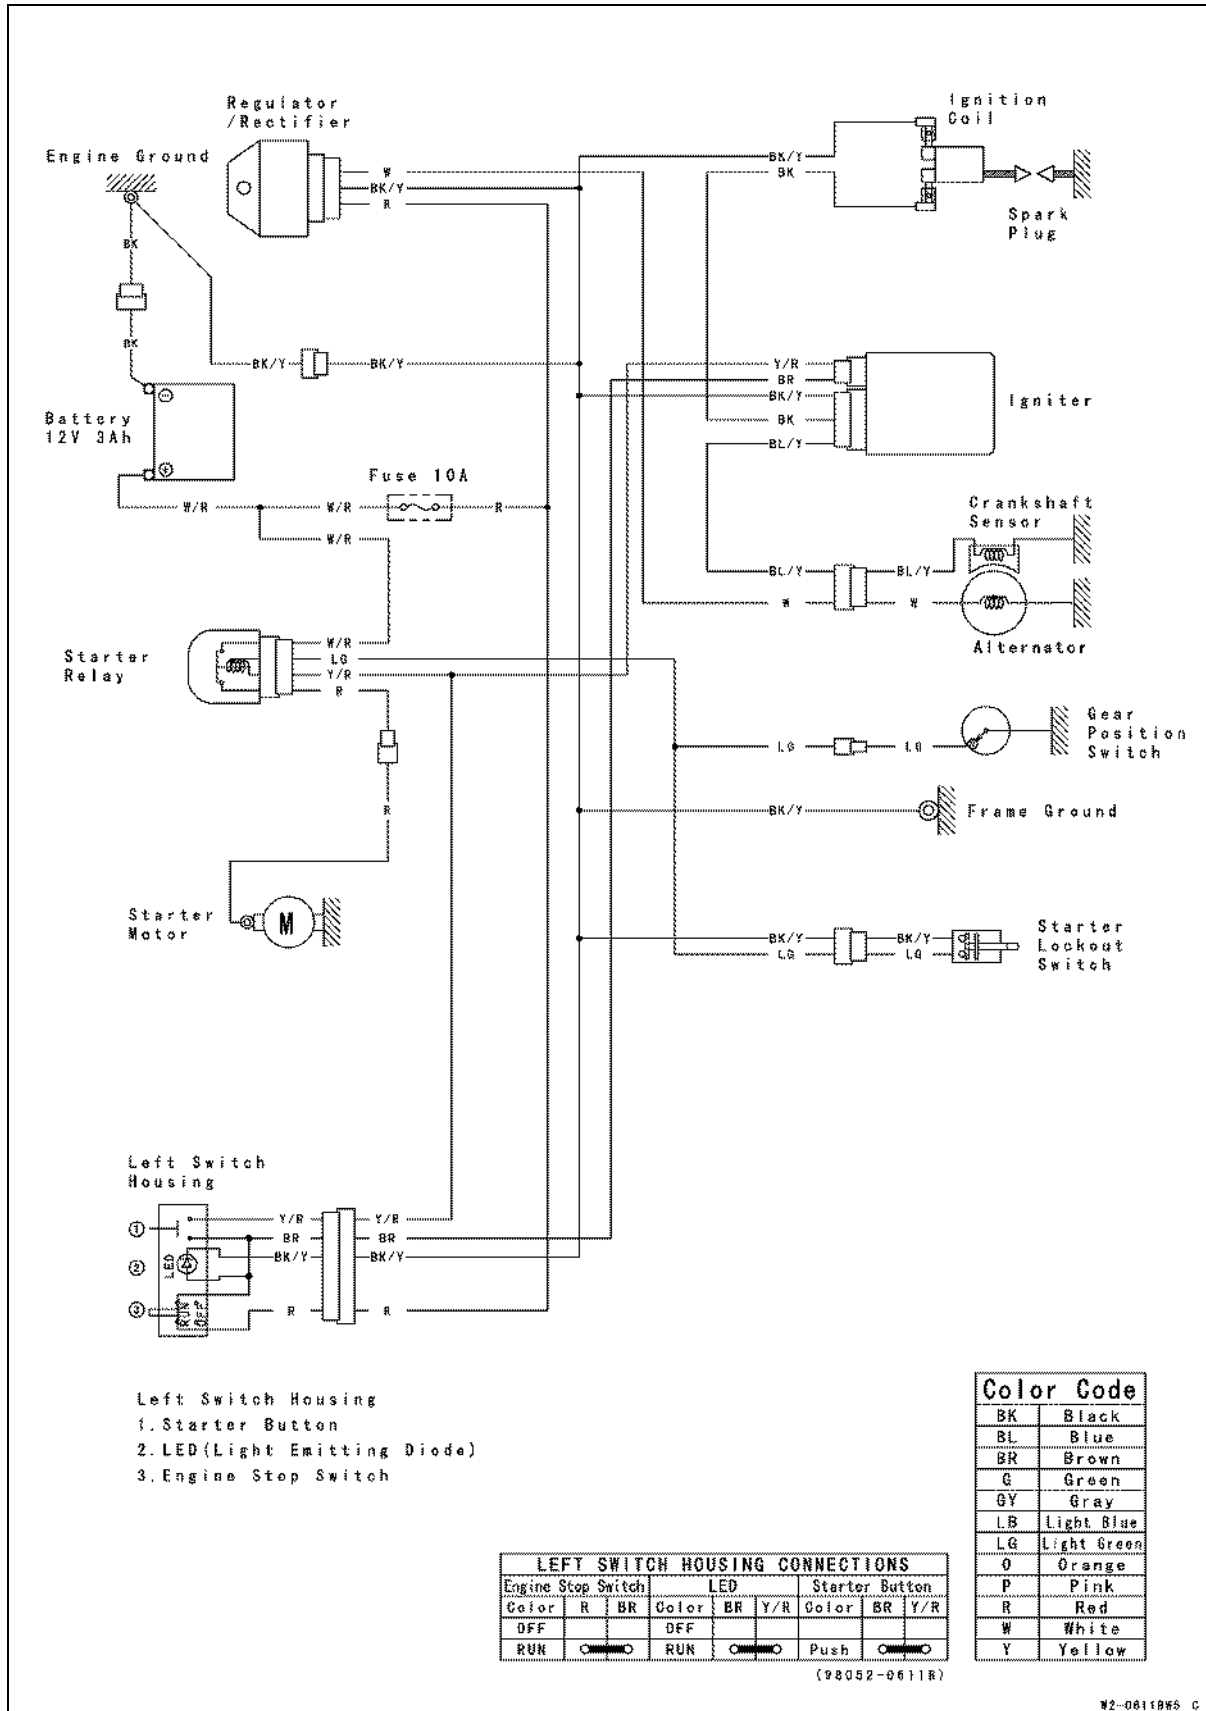 Regulator
/Rectifier
Ignition
Coil
Engine Ground
W
BK/Y
R
BK/Y
BK
Spark
Plug
BK
BK
BK/Y
BK/Y
Y/R
BR
BK/Y
BK
BL/Y
Igniter
Battery
12V 3Ah
Fuse 10A
W/R
W/R
R
W/R
Crankshaft
Sensor
BL/Y
BL/Y
W
W
Alternator
Starter
Relay
W/R
LG
Y/R
R
Gear
Position
Switch
LG
LG
R
BK/Y
Frame Ground
Starter
Motor
M
BK/Y
LG
BK/Y
LG
Starter
Lockout
Switch
Left Switch
Housing
1
2
3
LED
RUN
OFF
Y/R
BR
BK/Y
R
Y/R
BR
BK/Y
R
Left Switch Housing
1.Starter Button
2.LED(Light Emitting Diode)
3.Engine Stop Switch
Color Code
BK Black
BL Blue
BR Brown
G Green
GY Gray
LB Light Blue
LG Light Green
O Orange
P Pink
R Red
W White
Y Yellow
LEFT SWITCH HOUSING CONNECTIONS
Engine Stop Switch LED Starter Button
Color R BR Color BR Y/R Color BR Y/R
OFF OFF
RUN RUN Push
(98052-0611R)
W2-0611BW5 C